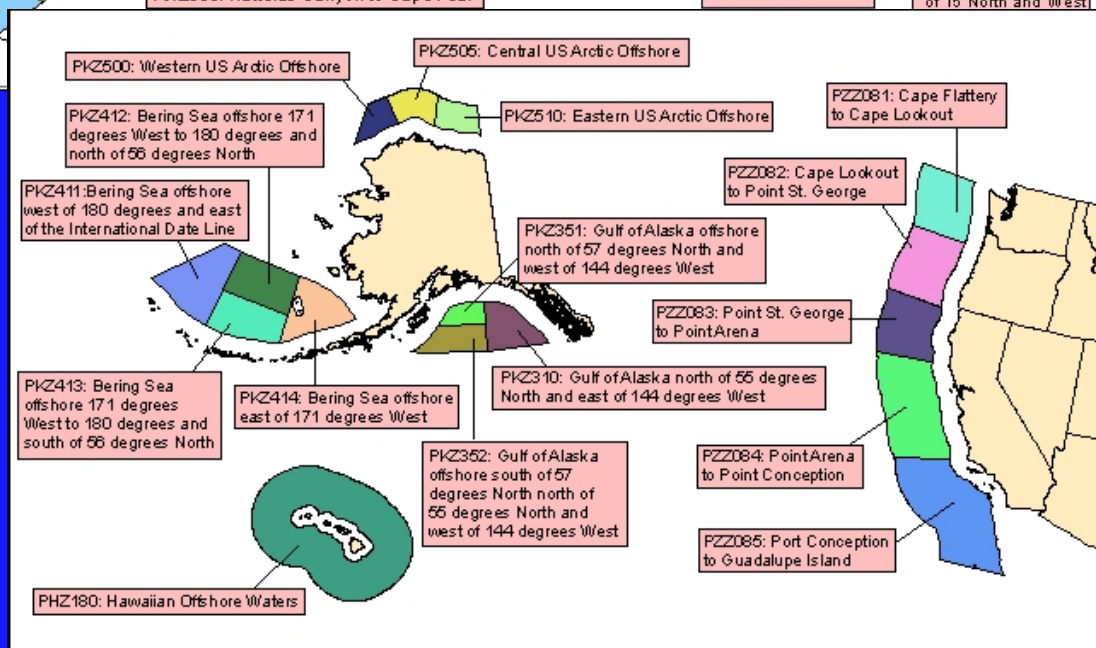 of 15 North and West
PKZ505: Central US Arctic Offshore
PKZ500: Western US Arctic Offshore
PKZ510: Eastern US Arctic Offshore
PKZ412: Bering Sea offshore 171
degrees West to 180 degrees and
north of 56 degrees North
PKZ411:Bering Sea offshore
west of 180 degrees and east
of the International Date Line
PKZ351: Gulf of Alaska offshore
north of 57 degrees North and
west of 144 degrees West
PZZ081: Cape Flattery
to Cape Lookout
PZZ082: Cape Lookout
to Point St. George
PZZ083: Point St. George
to Point Arena
PKZ413: Bering Sea
offshore 171 degrees
West to 180 degrees and
south of 56 degrees North
PKZ414: Bering Sea offshore
east of 171 degrees West
PKZ310: Gulf of Alaska north of 55 degrees
North and east of 144 degrees West
PKZ352: Gulf of Alaska
offshore south of 57
degrees North north of
55 degrees North and
west of 144 degrees West
PZZ084: Point Arena
to Point Conception
PZZ085: Port Conception
to Guadalupe Island
PHZ180: Hawaiian Offshore Waters